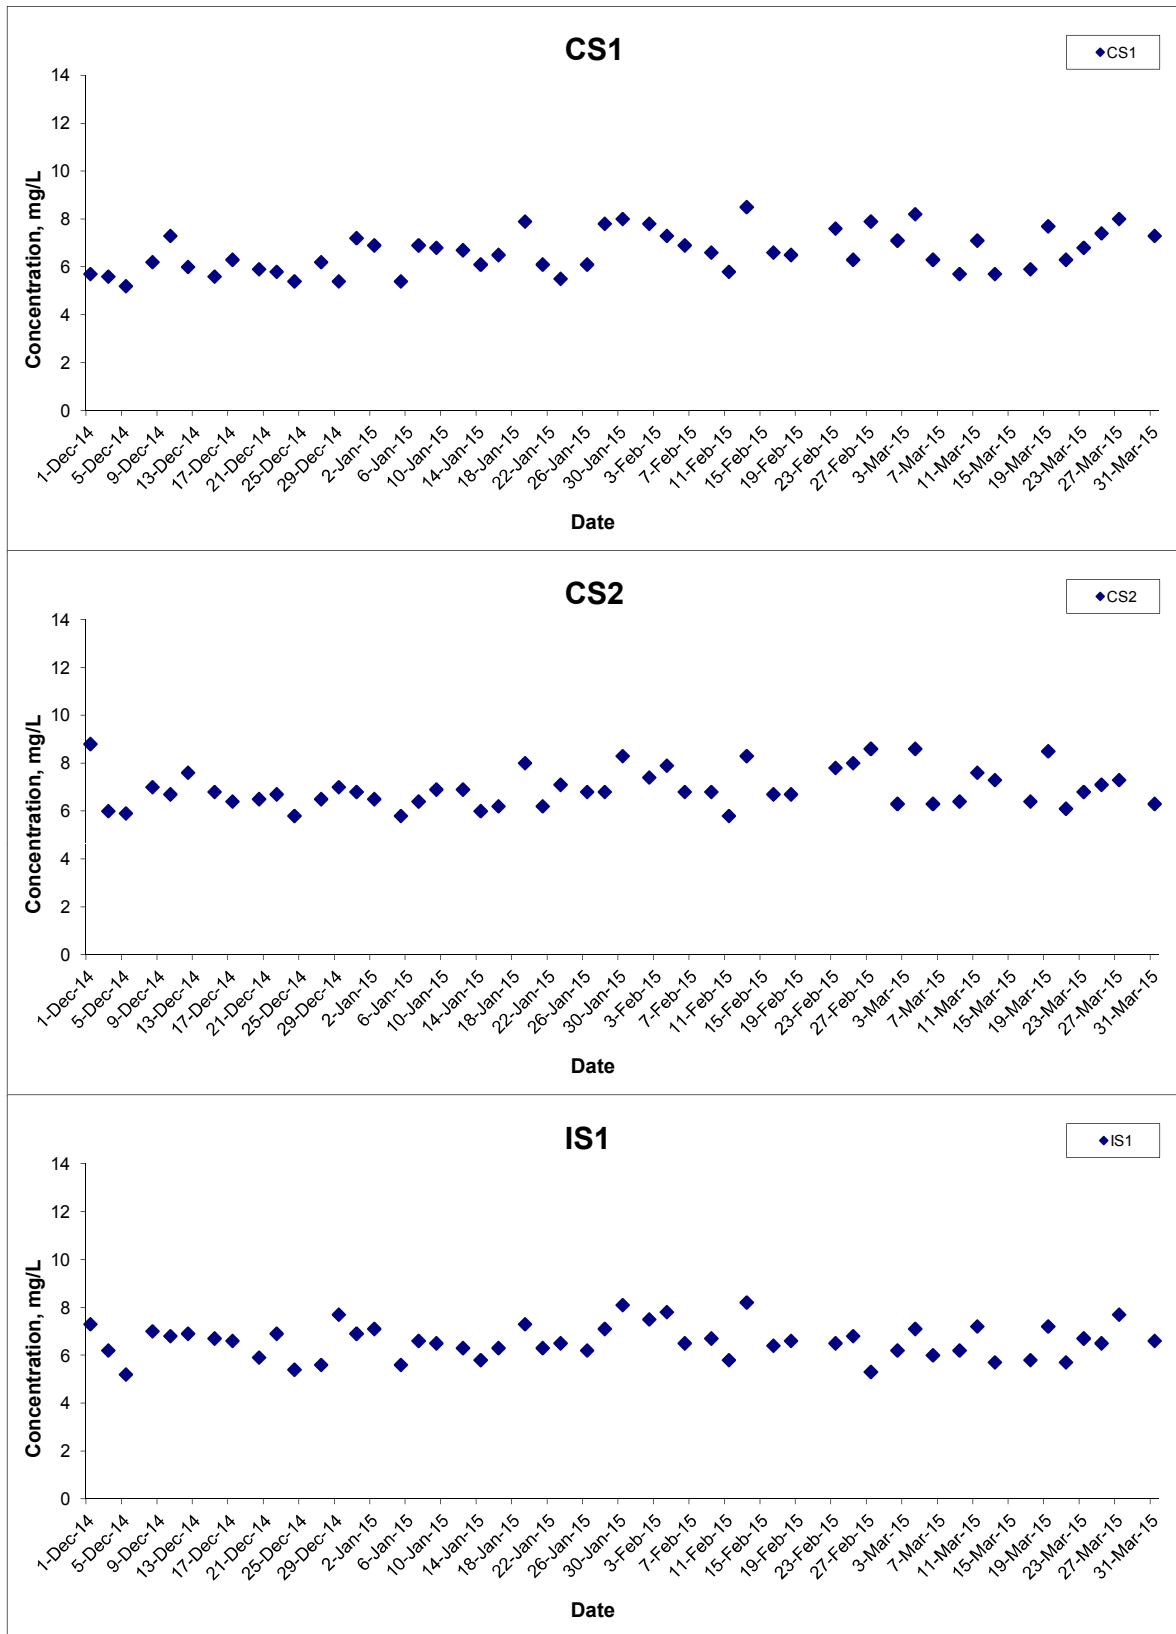 CS1
CS1
14
12
10
8
6
4
2
0
Concentration, mg/L
1-Dec-14
5-Dec-14
9-Dec-14
13-Dec-14
17-Dec-14
21-Dec-14
25-Dec-14
29-Dec-14
2-Jan-15
6-Jan-15
10-Jan-15
14-Jan-15
18-Jan-15
22-Jan-15
26-Jan-15
30-Jan-15
3-Feb-15
7-Feb-15
11-Feb-15
15-Feb-15
19-Feb-15
23-Feb-15
27-Feb-15
3-Mar-15
7-Mar-15
11-Mar-15
15-Mar-15
19-Mar-15
23-Mar-15
27-Mar-15
31-Mar-15
Date
CS2
CS2
14
12
10
8
6
4
2
0
Concentration, mg/L
1-Dec-14
5-Dec-14
9-Dec-14
13-Dec-14
17-Dec-14
21-Dec-14
25-Dec-14
29-Dec-14
2-Jan-15
6-Jan-15
10-Jan-15
14-Jan-15
18-Jan-15
22-Jan-15
26-Jan-15
30-Jan-15
3-Feb-15
7-Feb-15
11-Feb-15
15-Feb-15
19-Feb-15
23-Feb-15
27-Feb-15
3-Mar-15
7-Mar-15
11-Mar-15
15-Mar-15
19-Mar-15
23-Mar-15
27-Mar-15
31-Mar-15
Date
IS1
IS1
14
12
10
8
6
4
2
0
Concentration, mg/L
1-Dec-14
5-Dec-14
9-Dec-14
13-Dec-14
17-Dec-14
21-Dec-14
25-Dec-14
29-Dec-14
2-Jan-15
6-Jan-15
10-Jan-15
14-Jan-15
18-Jan-15
22-Jan-15
26-Jan-15
30-Jan-15
3-Feb-15
7-Feb-15
11-Feb-15
15-Feb-15
19-Feb-15
23-Feb-15
27-Feb-15
3-Mar-15
7-Mar-15
11-Mar-15
15-Mar-15
19-Mar-15
23-Mar-15
27-Mar-15
31-Mar-15
Date